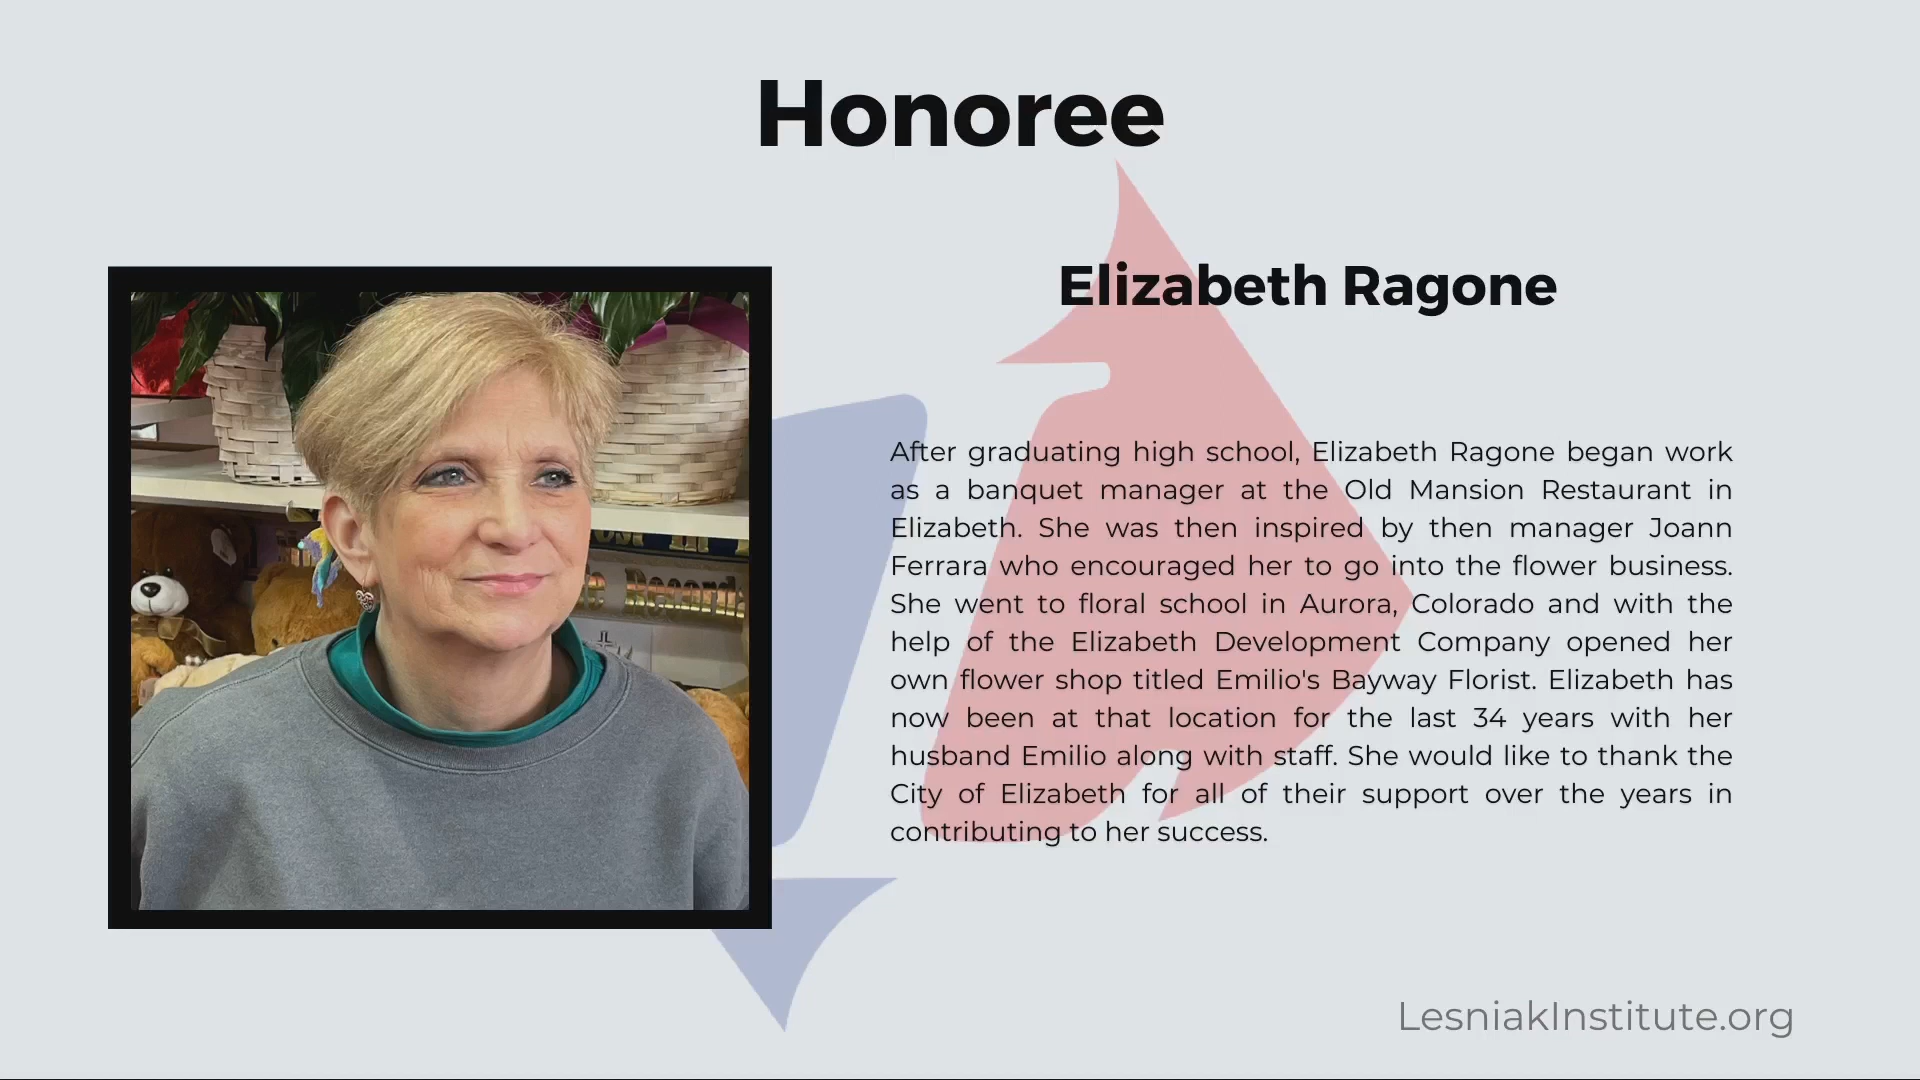 Honoree
Elizabeth Ragone
After graduating high school, Elizabeth Ragone began work
as a banquet manager at the Old Mansion Restaurant in
Elizabeth. She was then inspired by then manager Joann
Ferrara who encouraged her to go into the flower business.
She went to floral school in Aurora, Colorado and with the
help of the Elizabeth Development Company opened her
own flower shop titled Emilio's Bayway Florist. Elizabeth has
now been at that location for the last 34 years with her
husband Emilio along with staff. She would like to thank the
City of Elizabeth for all of their support over the years in
contributing to her success.
LesniakInstitute.org